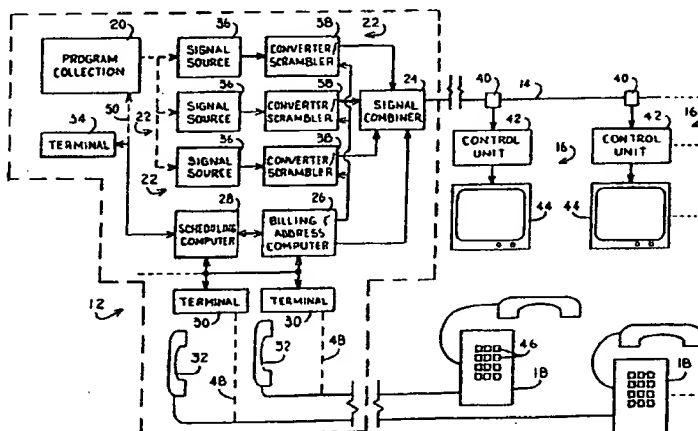 20
36
38
22
PROGRAM
COLLECTION
SIGNAL
SOURCE
CONVERTER/
SCRAMBLER
24
50
36
38
40
14
40
22
SIGNAL
SOURCE
CONVERTER/
SCRAMBLER
SIGNAL
COMBINER
42
16
42
16
34
TERMINAL
36
38
CONTROL
UNIT
CONTROL
UNIT
22
SIGNAL
SOURCE
CONVERTER/
SCRAMBLER
28
26
44
44
SCHEDULING
COMPUTER
BILLING &
ADDRESS
COMPUTER
12
TERMINAL
TERMINAL
30
30
32
48
32
48
46
18
18